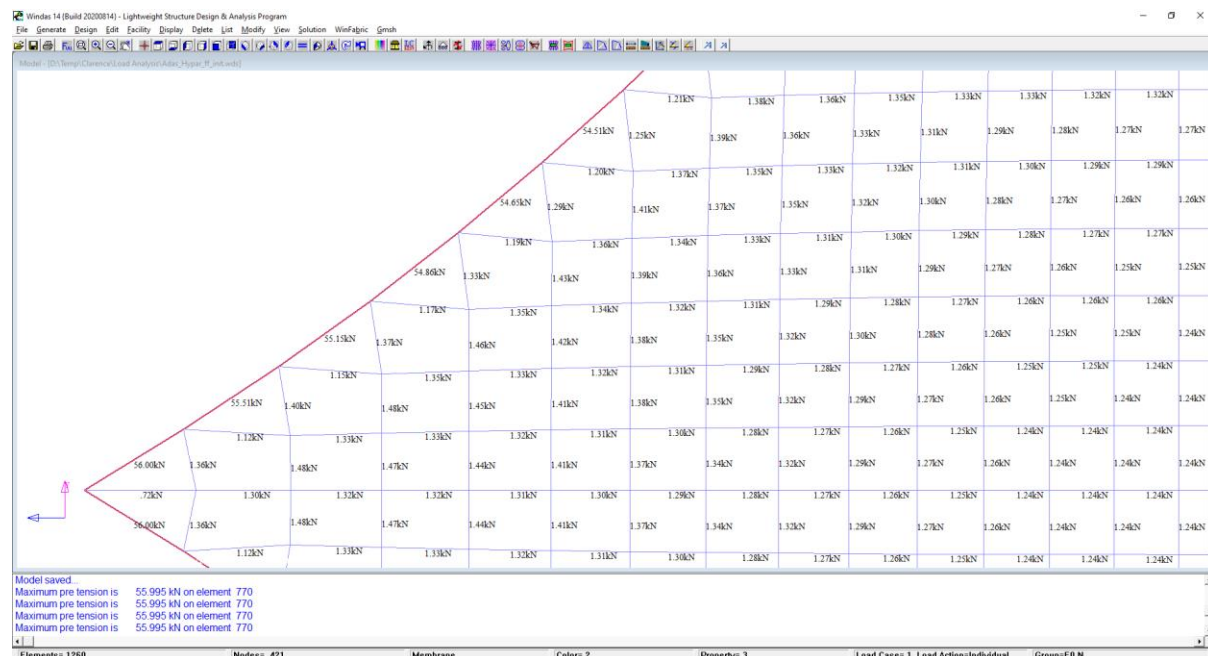 Windas 14 (Build 20200814) - Lightweight Structure Design & Analysis Program
File Generate Design Edit Facility Display Delete List Modify View Solution WinFabric Gmsh
Model - [D:\Temp\Clarence\Load Analysis\Adas_Hypar_ff_init.wds]
1.21kN 1.38kN 1.36kN 1.35kN 1.33kN 1.33kN 1.32kN 1.32kN
54.51kN 1.25kN 1.39kN 1.36kN 1.33kN 1.31kN 1.29kN 1.28kN 1.27kN 1.27kN
1.20kN 1.37kN 1.35kN 1.33kN 1.32kN 1.31kN 1.30kN 1.29kN 1.29kN
54.65kN 1.29kN 1.41kN 1.37kN 1.35kN 1.32kN 1.30kN 1.28kN 1.27kN 1.26kN 1.26kN
1.19kN 1.36kN 1.34kN 1.33kN 1.31kN 1.30kN 1.29kN 1.28kN 1.27kN 1.27kN
54.86kN 1.33kN 1.43kN 1.39kN 1.36kN 1.33kN 1.31kN 1.29kN 1.27kN 1.26kN 1.25kN 1.25kN
1.17kN 1.35kN 1.34kN 1.32kN 1.31kN 1.29kN 1.28kN 1.27kN 1.26kN 1.26kN 1.26kN
55.15kN 1.37kN 1.46kN 1.42kN 1.38kN 1.35kN 1.32kN 1.30kN 1.28kN 1.26kN 1.25kN 1.25kN 1.24kN
1.15kN 1.35kN 1.33kN 1.32kN 1.31kN 1.29kN 1.28kN 1.27kN 1.26kN 1.25kN 1.25kN 1.24kN
55.51kN 1.40kN 1.48kN 1.45kN 1.41kN 1.38kN 1.35kN 1.32kN 1.29kN 1.27kN 1.26kN 1.25kN 1.24kN 1.24kN
1.12kN 1.33kN 1.33kN 1.32kN 1.31kN 1.30kN 1.28kN 1.27kN 1.26kN 1.25kN 1.24kN 1.24kN 1.24kN
56.00kN 1.36kN 1.48kN 1.47kN 1.44kN 1.41kN 1.37kN 1.34kN 1.32kN 1.29kN 1.27kN 1.26kN 1.24kN 1.24kN 1.24kN
.72kN 1.30kN 1.32kN 1.32kN 1.31kN 1.30kN 1.29kN 1.28kN 1.27kN 1.26kN 1.25kN 1.24kN 1.24kN 1.24kN
56.00kN 1.36kN 1.48kN 1.47kN 1.44kN 1.41kN 1.37kN 1.34kN 1.32kN 1.29kN 1.27kN 1.26kN 1.24kN 1.24kN 1.24kN
1.12kN 1.33kN 1.33kN 1.32kN 1.31kN 1.30kN 1.28kN 1.27kN 1.26kN 1.25kN 1.24kN 1.24kN 1.24kN
Model saved...
Maximum pre tension is 55.995 kN on element 770
Maximum pre tension is 55.995 kN on element 770
Maximum pre tension is 55.995 kN on element 770
Maximum pre tension is 55.995 kN on element 770
Elements= 1260 Nodes= 421 Membrane Color= 2 Property= 3 Load Case= 1, Load Action=Individual Group=F0.N